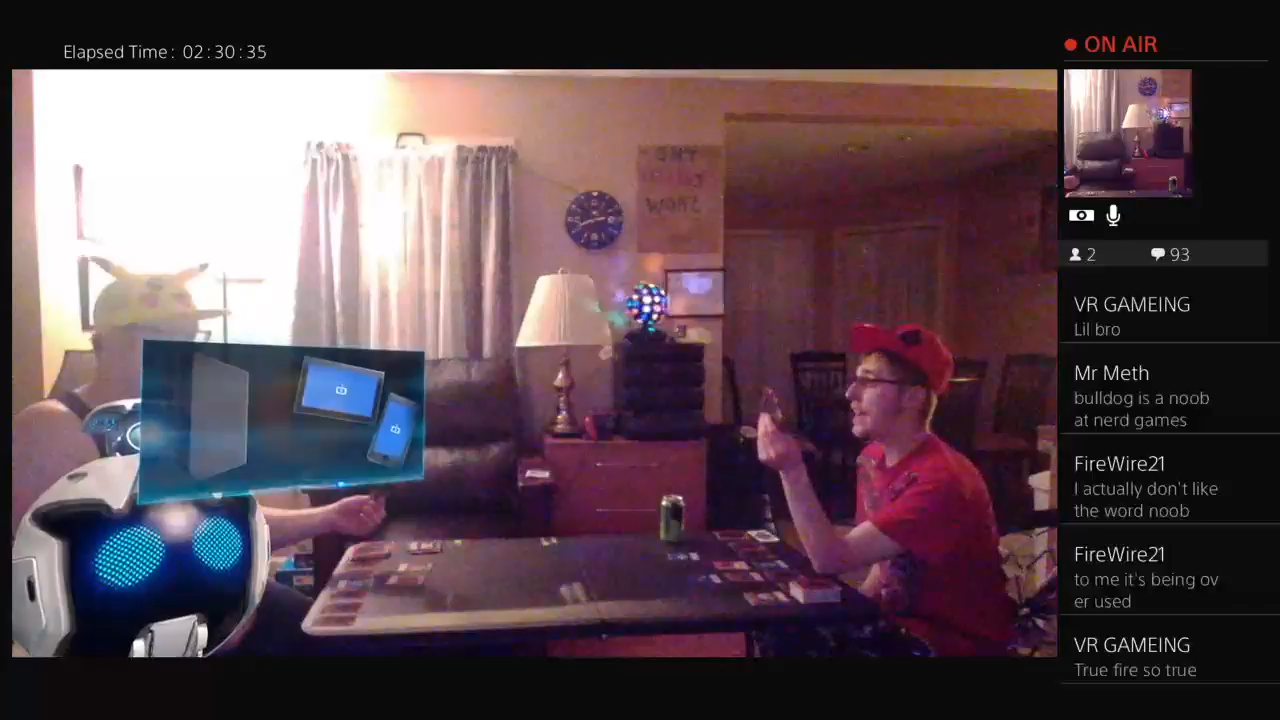 Elapsed Time: 02:30:35
ON AIR
2
93
VR GAMEING
Lil bro
Mr Meth
bulldog is a noob
at nerd games
FireWire21
I actually don't like
the word noob
FireWire21
to me it's being ov
er used
VR GAMEING
True fire so true